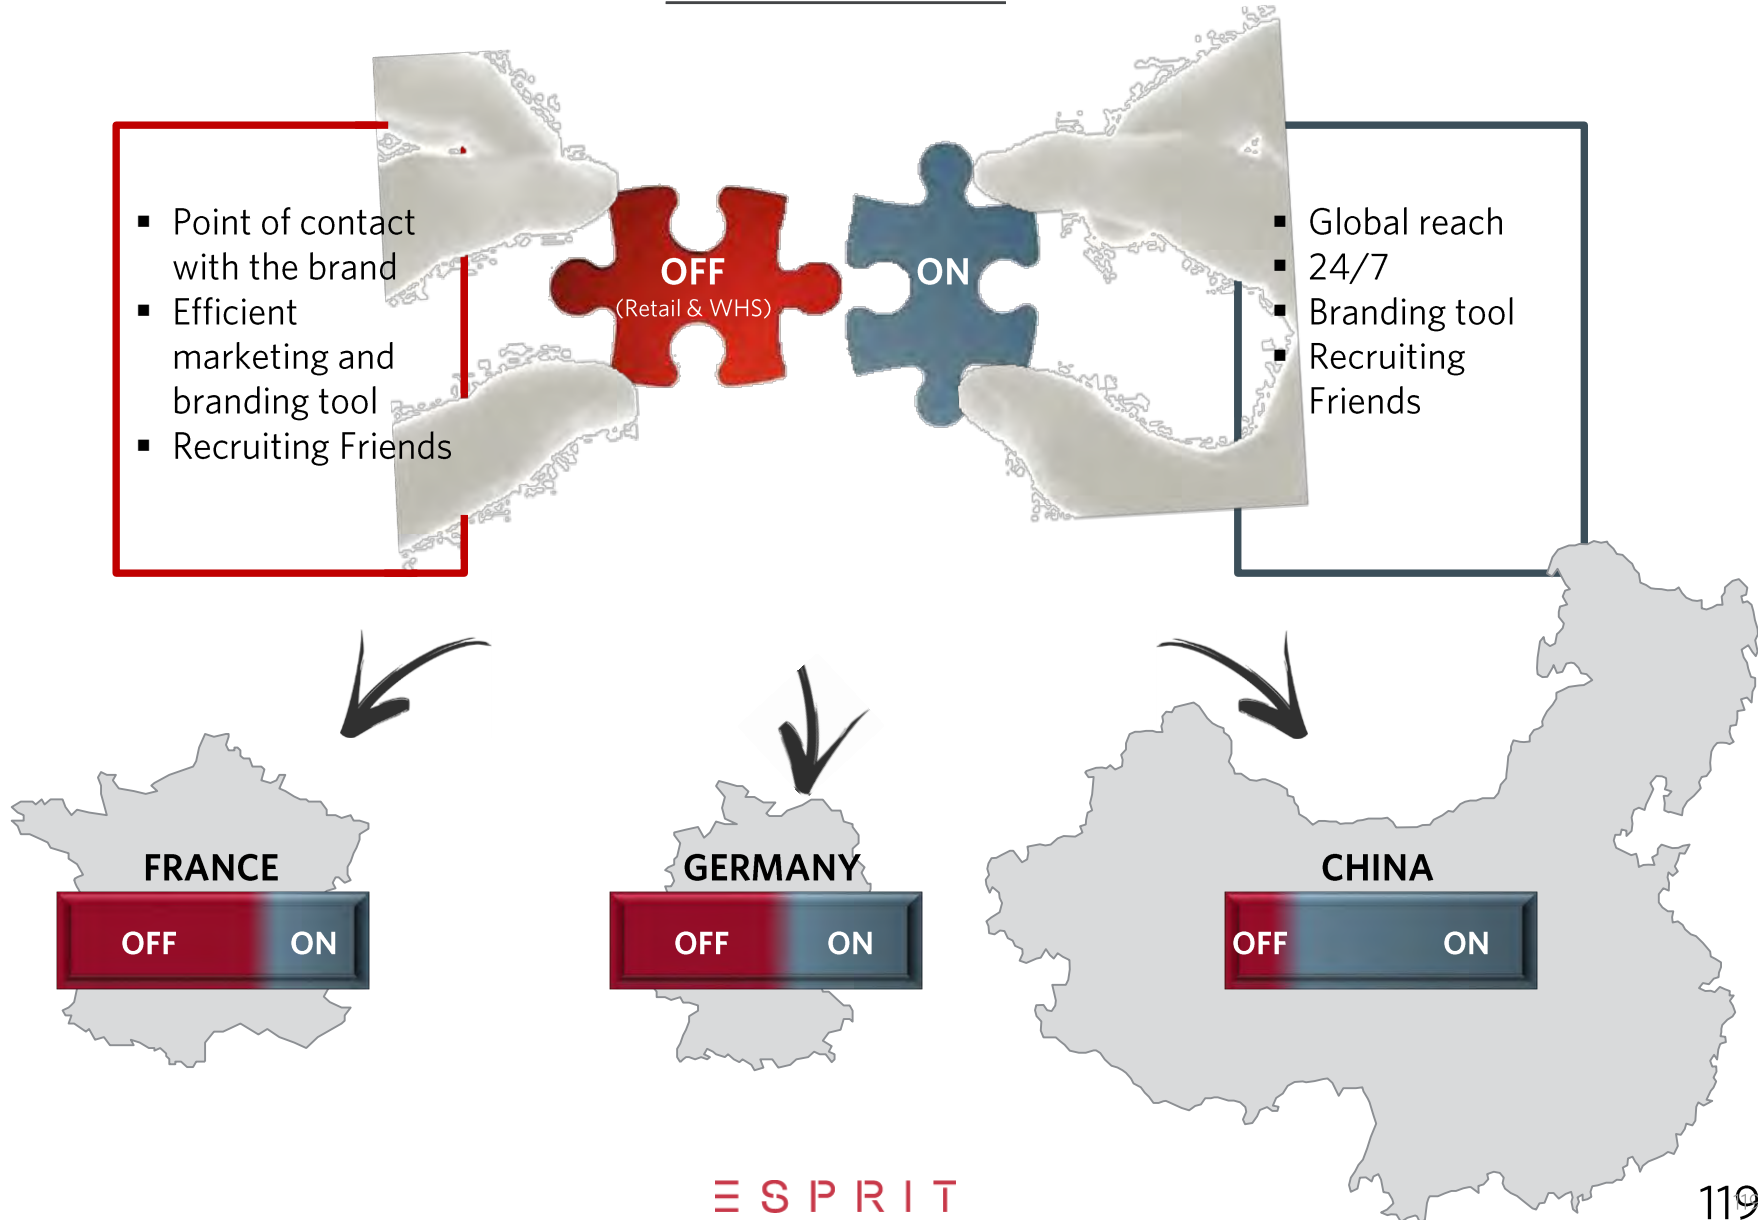 ▪ Point of contact
with the brand
▪ Efficient
marketing and
branding tool
▪ Recruiting Friends
OFF
(Retail & WHS)
ON
▪ Global reach
▪ 24/7
▪ Branding tool
▪ Recruiting
Friends
FRANCE
OFF ON
GERMANY
OFF ON
CHINA
OFF ON
ESPRIT
119
119